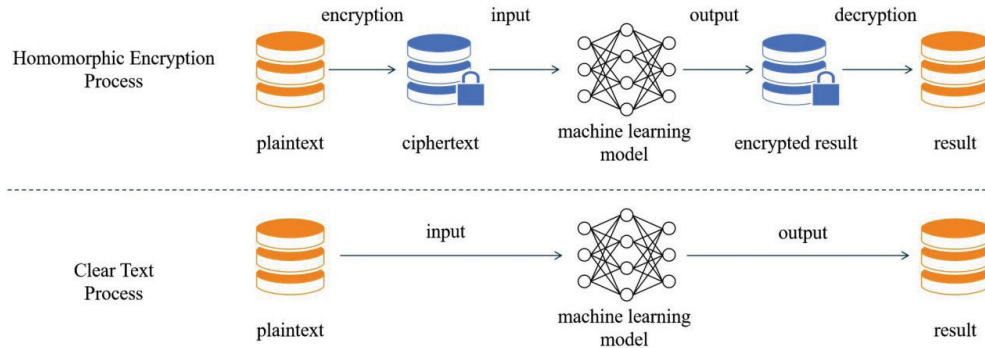 encryption input output decryption
Homomorphic Encryption
Process
plaintext ciphertext machine learning
model encrypted result result
input output
Clear Text
Process
plaintext machine learning
model result